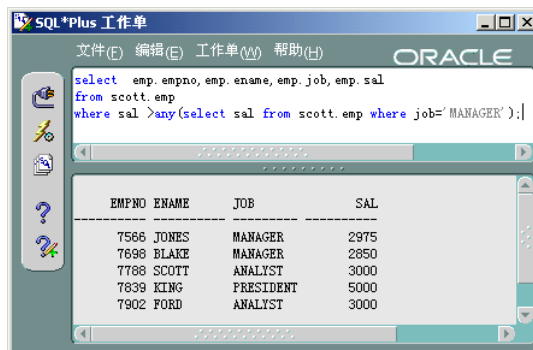 SQL*Plus 工作单
文件(F) 编辑(E) 工作单(W) 帮助(H)
ORACLE
select emp.empno,emp.ename,emp.job,emp.sal
from scott.emp
where sal >any(select sal from scott.emp where job='MANAGER');
EMPNO ENAME JOB SAL
---------- ---------- --------- ----------
7566 JONES MANAGER 2975
7698 BLAKE MANAGER 2850
7788 SCOTT ANALYST 3000
7839 KING PRESIDENT 5000
7902 FORD ANALYST 3000